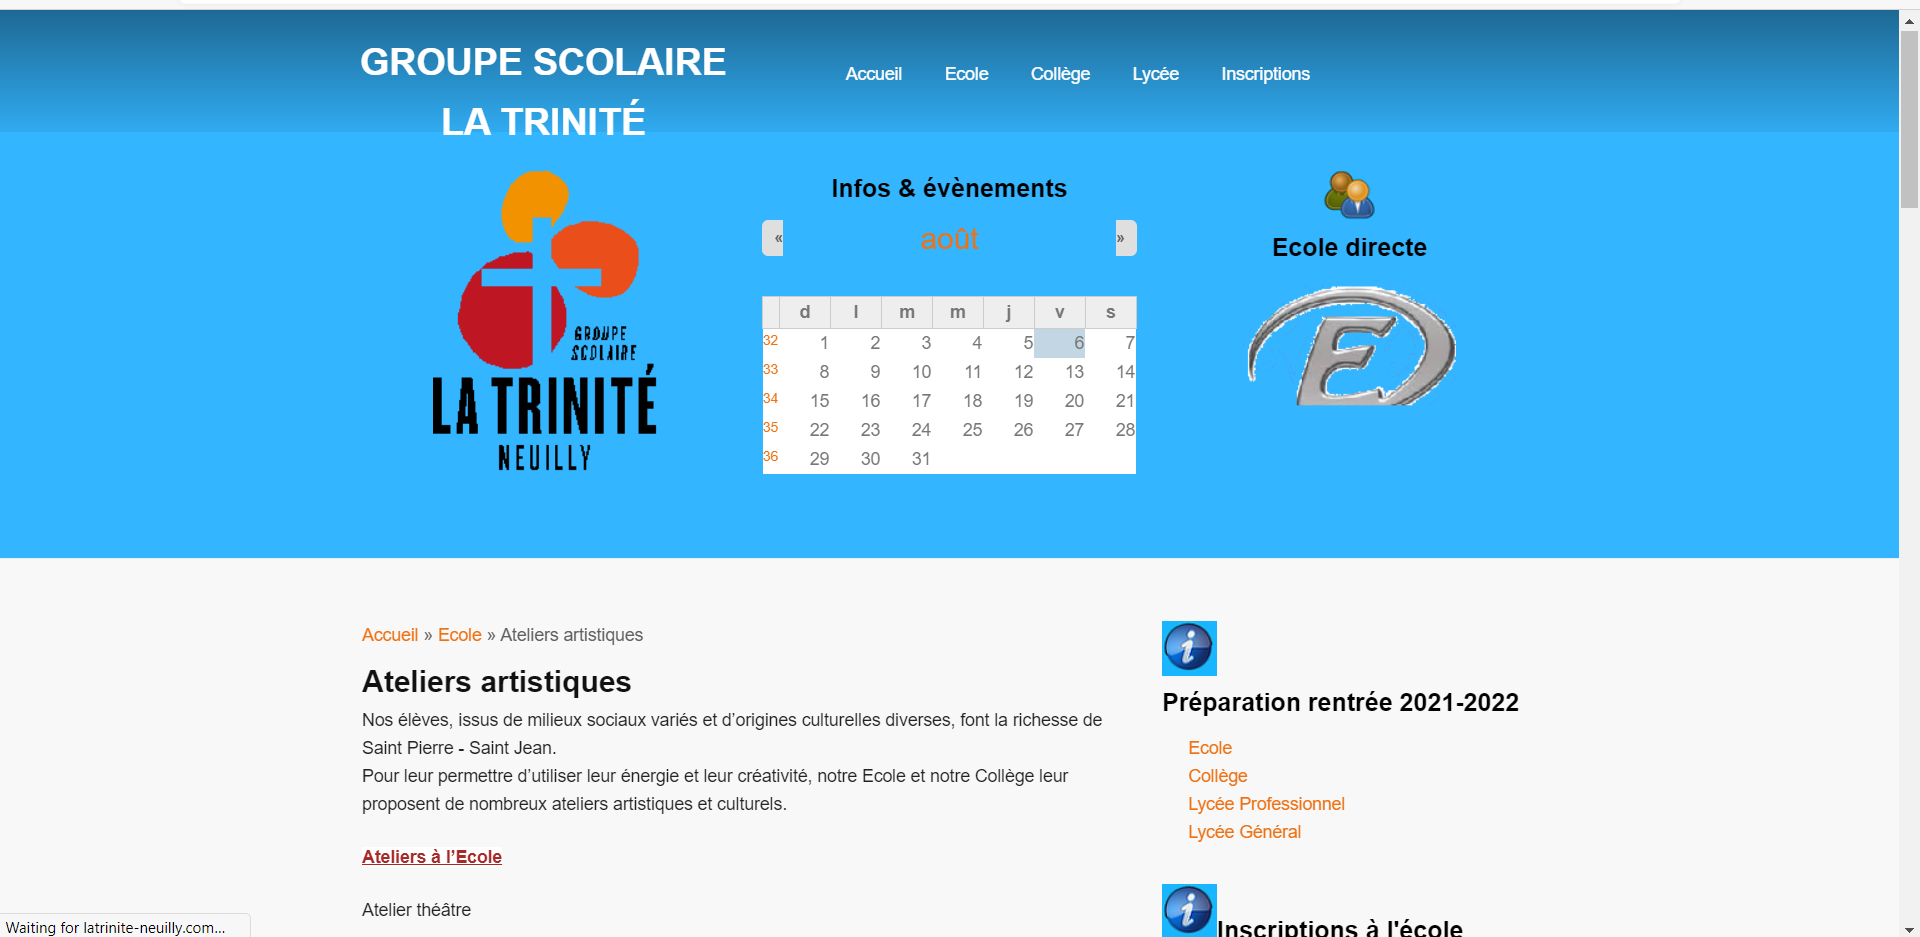 GROUPE SCOLAIRE
LA TRINITÉ
Accueil Ecole Collège Lycée Inscriptions
GROUPE
SCOLAIRE
LA TRINITÉ
NEUILLY
Infos & évènements
« août »
d l m m j v s
32 1 2 3 4 5 6 7
33 8 9 10 11 12 13 14
34 15 16 17 18 19 20 21
35 22 23 24 25 26 27 28
36 29 30 31
Ecole directe
Accueil » Ecole » Ateliers artistiques
Ateliers artistiques
Nos élèves, issus de milieux sociaux variés et d’origines culturelles diverses, font la richesse de
Saint Pierre - Saint Jean.
Pour leur permettre d’utiliser leur énergie et leur créativité, notre Ecole et notre Collège leur
proposent de nombreux ateliers artistiques et culturels.
Ateliers à l’Ecole
Atelier théâtre
Préparation rentrée 2021-2022
Ecole
Collège
Lycée Professionnel
Lycée Général
Inscriptions à l'école
Waiting for latrinite-neuilly.com...